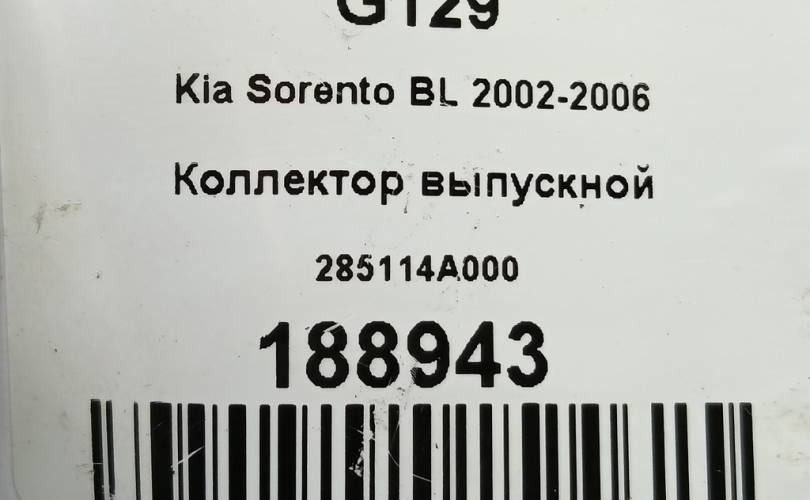 G129
Kia Sorento BL 2002-2006
Коллектор выпускной
285114A000
188943